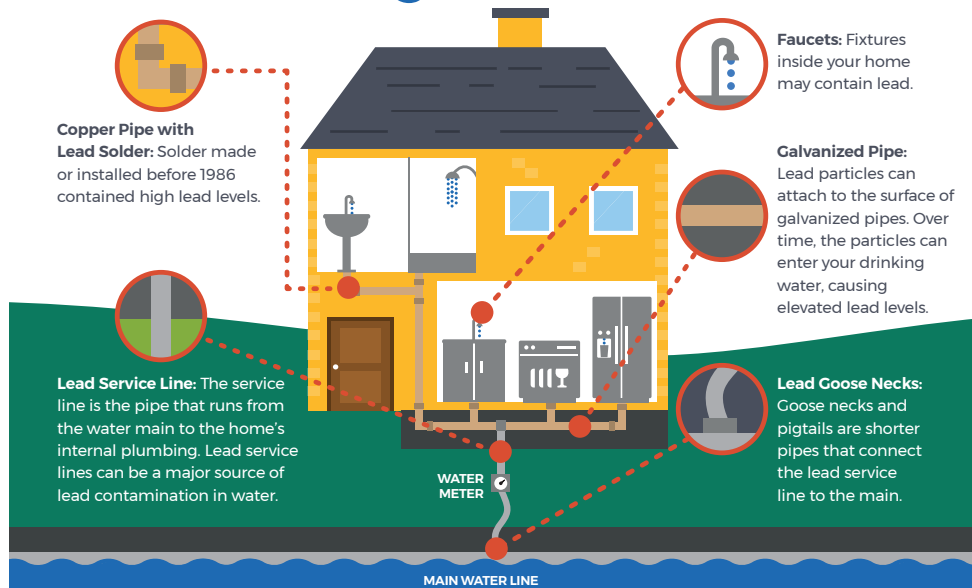 Copper Pipe with
Lead Solder: Solder made
or installed before 1986
contained high lead levels.
Faucets: Fixtures
inside your home
may contain lead.
Galvanized Pipe:
Lead particles can
attach to the surface of
galvanized pipes. Over
time, the particles can
enter your drinking
water, causing
elevated lead levels.
Lead Service Line: The service
line is the pipe that runs from
the water main to the home’s
internal plumbing. Lead service
lines can be a major source of
lead contamination in water.
Lead Goose Necks:
Goose necks and
pigtails are shorter
pipes that connect
the lead service
line to the main.
WATER
METER
MAIN WATER LINE